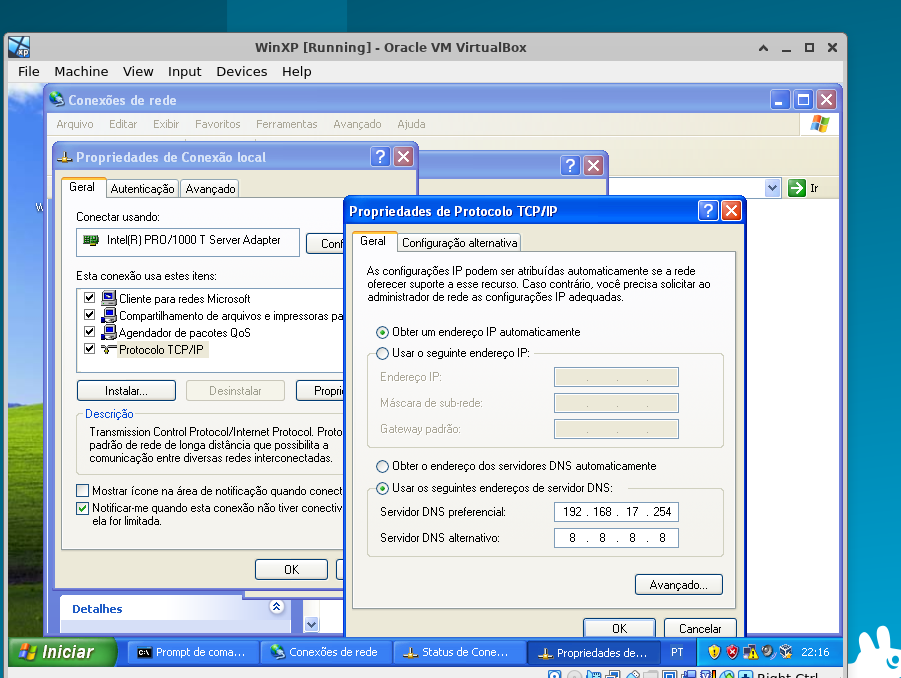 WinXP [Running] - Oracle VM VirtualBox
File Machine View Input Devices Help
Conexões de rede
Arquivo Editar Exibir Favoritos Ferramentas Avançado Ajuda
Ir
Propriedades de Conexão local
Geral Autenticação Avançado
Conectar usando:
Intel(R) PRO/1000 T Server Adapter
Esta conexão usa estes itens:
Cliente para redes Microsoft
Compartilhamento de arquivos e impressoras pa
Agendador de pacotes QoS
Protocolo TCP/IP
Instalar... Desinstalar Proprie
Descrição
Transmission Control Protocol/Internet Protocol. Proto
padrão de rede de longa distância que possibilita a
comunicação entre diversas redes interconectadas.
Mostrar ícone na área de notificação quando conect
Notificar-me quando esta conexão não tiver conectiv
ela for limitada.
OK
Detalhes
Propriedades de Protocolo TCP/IP
Geral Configuração alternativa
As configurações IP podem ser atribuídas automaticamente se a rede
oferecer suporte a esse recurso. Caso contrário, você precisa solicitar ao
administrador de rede as configurações IP adequadas.
Obter um endereço IP automaticamente
Usar o seguinte endereço IP:
Endereço IP: . . .
Máscara de sub-rede: . . .
Gateway padrão: . . .
Obter o endereço dos servidores DNS automaticamente
Usar os seguintes endereços de servidor DNS:
Servidor DNS preferencial: 192 . 168 . 17 . 254
Servidor DNS alternativo: 8 . 8 . 8 . 8
Avançado...
OK Cancelar
Iniciar Prompt de coma... Conexões de rede Status de Cone... Propriedades de... PT 22:16
Right Ctrl